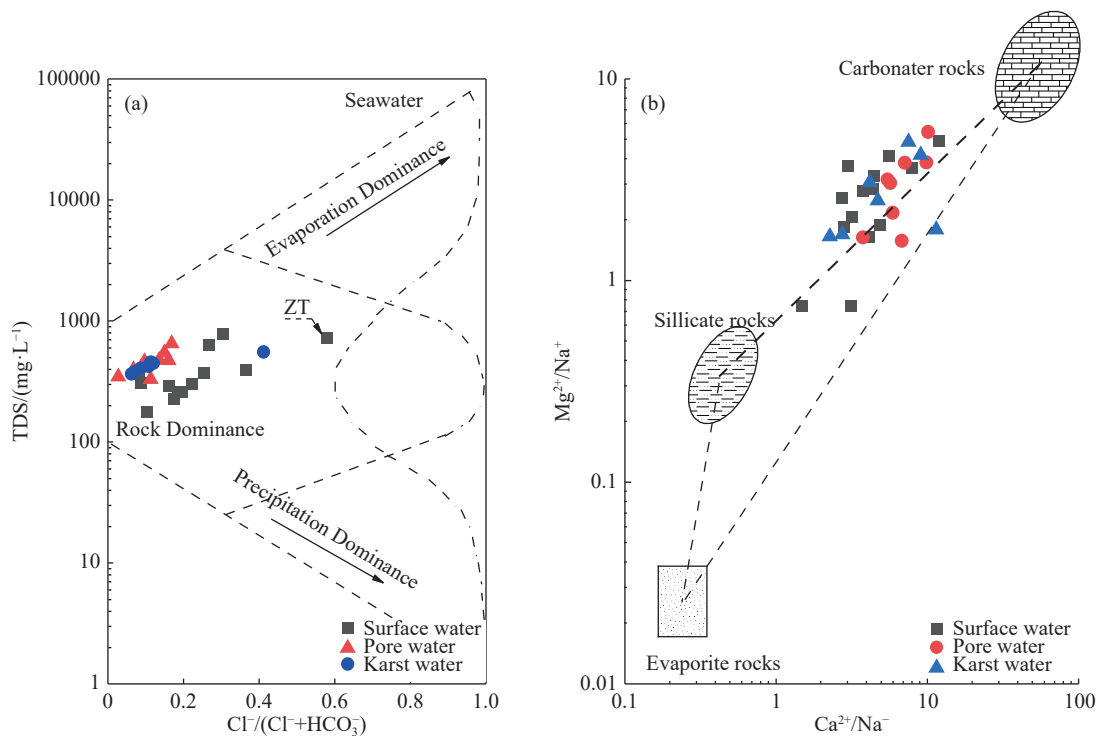 (a)
100000
10000
1000
100
10
1
TDS/(mg·L⁻¹)
Seawater
Evaporation Dominance
ZT
Rock Dominance
Precipitation Dominance
Surface water
Pore water
Karst water
0 0.2 0.4 0.6 0.8 1.0
Cl⁻/(Cl⁻+HCO₃⁻)
(b)
10
1
0.1
0.01
Mg²⁺/Na⁺
Carbonater rocks
Sillicate rocks
Evaporite rocks
Surface water
Pore water
Karst water
0.1 1 10 100
Ca²⁺/Na⁻